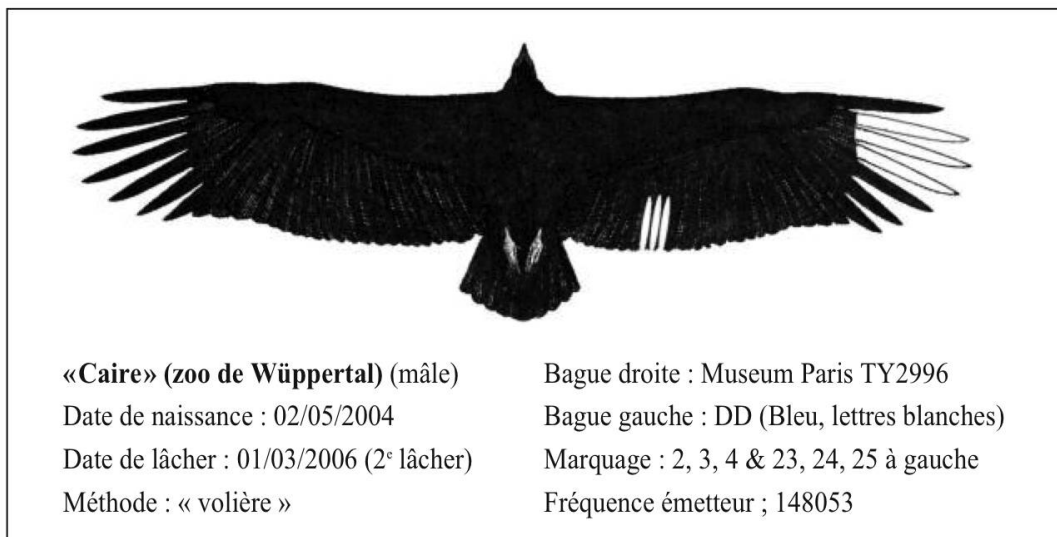 «Caire» (zoo de Wüppertal) (mâle)
Date de naissance : 02/05/2004
Date de lâcher : 01/03/2006 (2e lâcher)
Méthode : « volière »
Bague droite : Museum Paris TY2996
Bague gauche : DD (Bleu, lettres blanches)
Marquage : 2, 3, 4 & 23, 24, 25 à gauche
Fréquence émetteur ; 148053